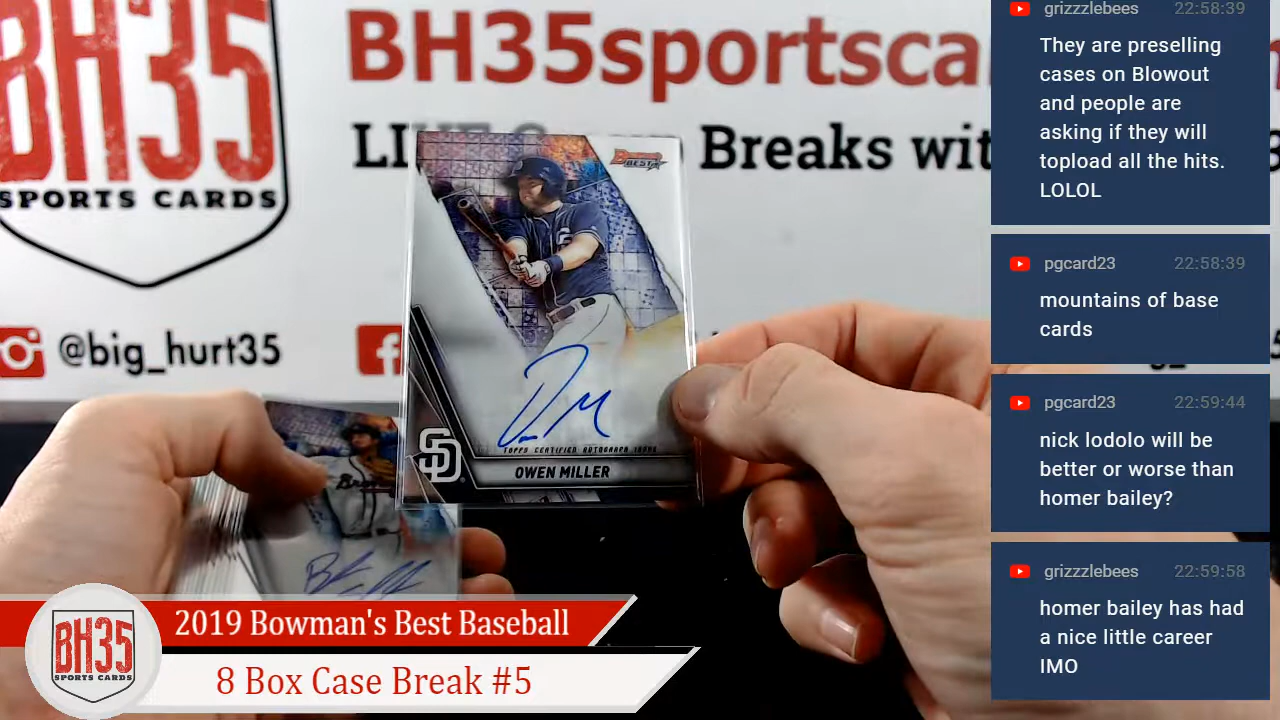 BH35
SPORTS CARDS
BH35sportsca
Breaks wit
@big_hurt35
BOWMAN'S
BEST
TOPPS CERTIFIED AUTOGRAPH ISSUE
SD
OWEN MILLER
2019 Bowman's Best Baseball
8 Box Case Break #5
BH35
SPORTS CARDS
grizzzlebees 22:58:39
They are preselling
cases on Blowout
and people are
asking if they will
topload all the hits.
LOLOL
pgcard23 22:58:39
mountains of base
cards
pgcard23 22:59:44
nick lodolo will be
better or worse than
homer bailey?
grizzzlebees 22:59:58
homer bailey has had
a nice little career
IMO